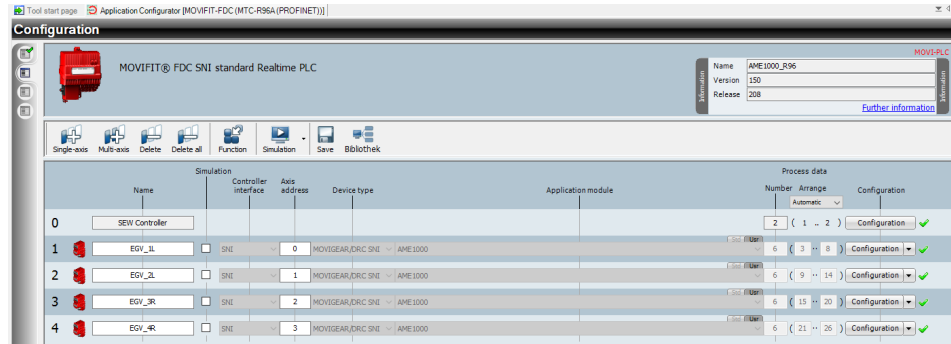 Tool start page Application Configurator [MOVIFIT-FDC (MTC-R96A (PROFINET))]
Configuration
MOVI-PLC
MOVIFIT® FDC SNI standard Realtime PLC
Information
Name AME1000_R96
Version 150
Release 208
Information
Further information
Single-axis Multi-axis Delete Delete all Function Simulation Save Bibliothek
Simulation Process data
Name Controller interface Axis address Device type Application module Number Arrange Configuration
Automatic
0 SEW Controller 2 ( 1 .. 2 ) Configuration
1 EGV_1L SNI 0 MOVIGEAR/DRC SNI AME1000 Usr 6 ( 3 .. 8 ) Configuration
2 EGV_2L SNI 1 MOVIGEAR/DRC SNI AME1000 Usr 6 ( 9 .. 14 ) Configuration
3 EGV_3R SNI 2 MOVIGEAR/DRC SNI AME1000 Usr 6 ( 15 .. 20 ) Configuration
4 EGV_4R SNI 3 MOVIGEAR/DRC SNI AME1000 Usr 6 ( 21 .. 26 ) Configuration